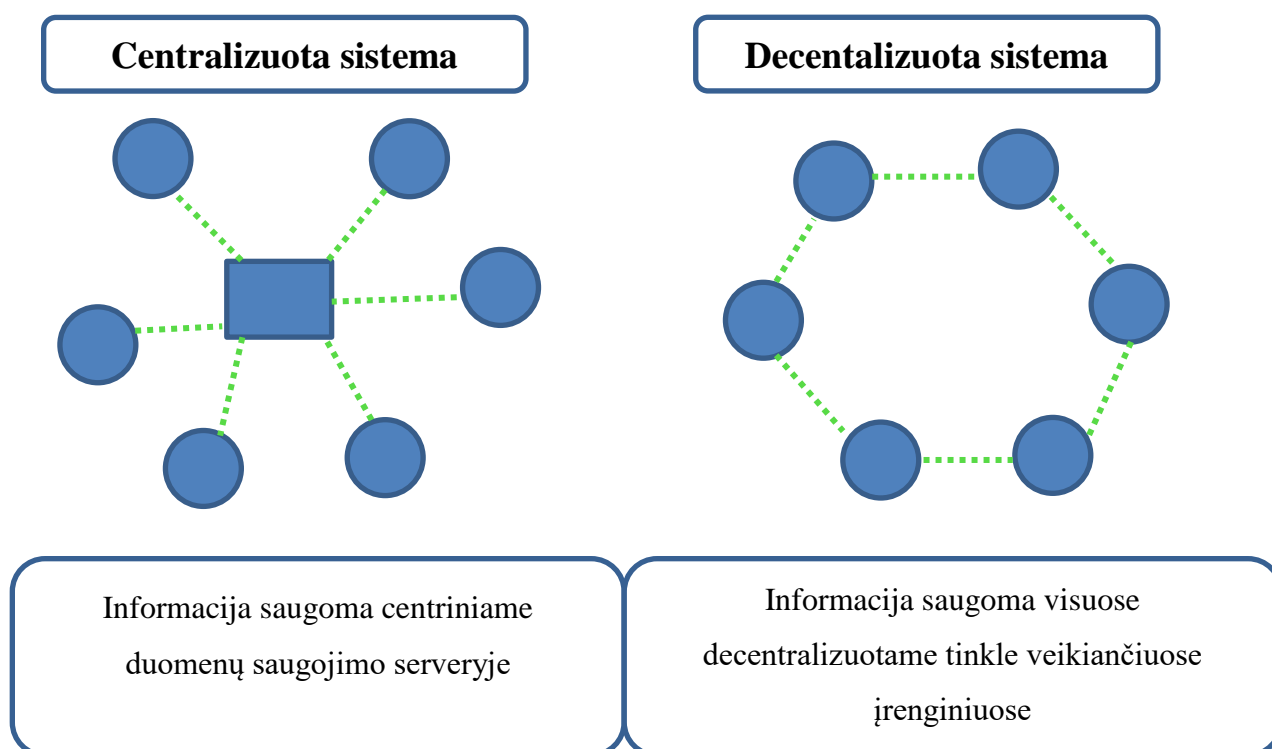 Centralizuota sistema
Decentalizuota sistema
Informacija saugoma centriniame
duomenų saugojimo serveryje
Informacija saugoma visuose
decentralizuotame tinkle veikiančiuose
įrenginiuose